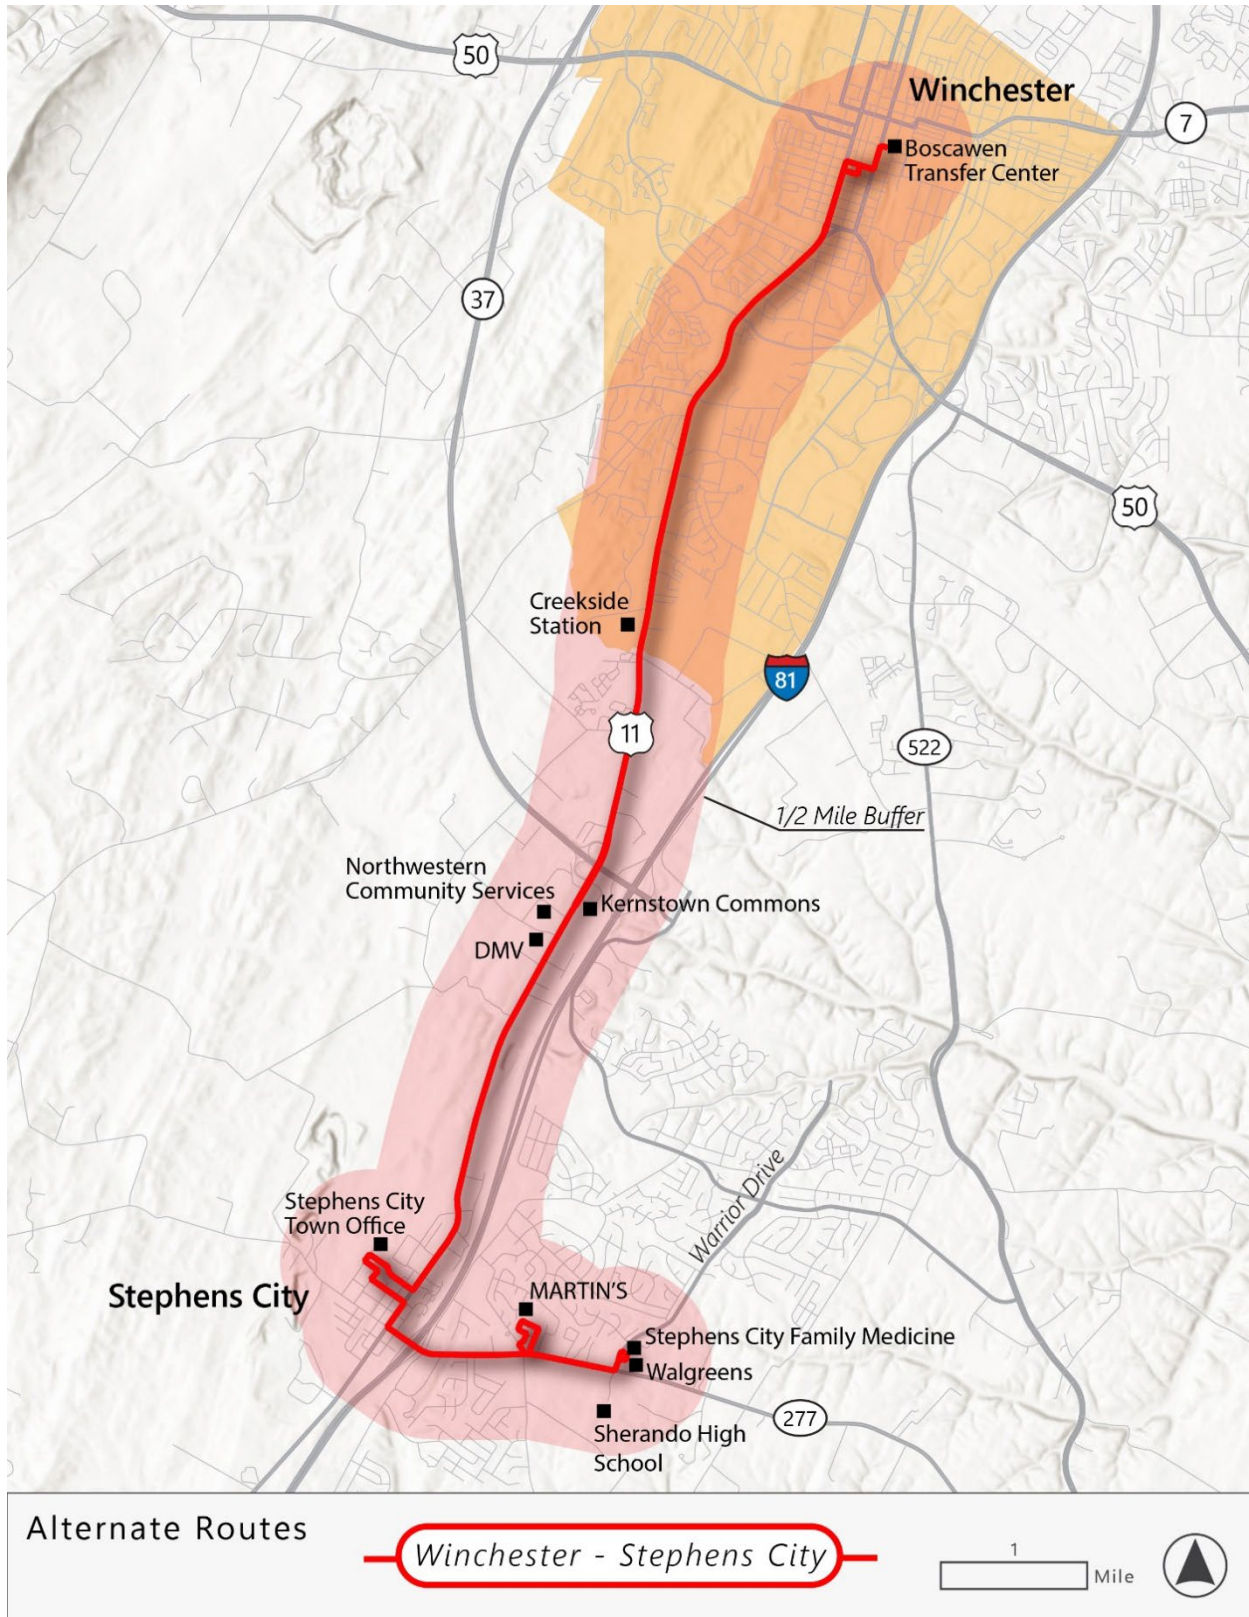 50
Winchester
7
Boscawen
Transfer Center
37
50
Creekside
Station
81
11
522
1/2 Mile Buffer
Northwestern
Community Services
Kernstown Commons
DMV
Warrior Drive
Stephens City
Town Office
Stephens City
MARTIN'S
Stephens City Family Medicine
Walgreens
277
Sherando High
School
Alternate Routes
Winchester - Stephens City
1
Mile